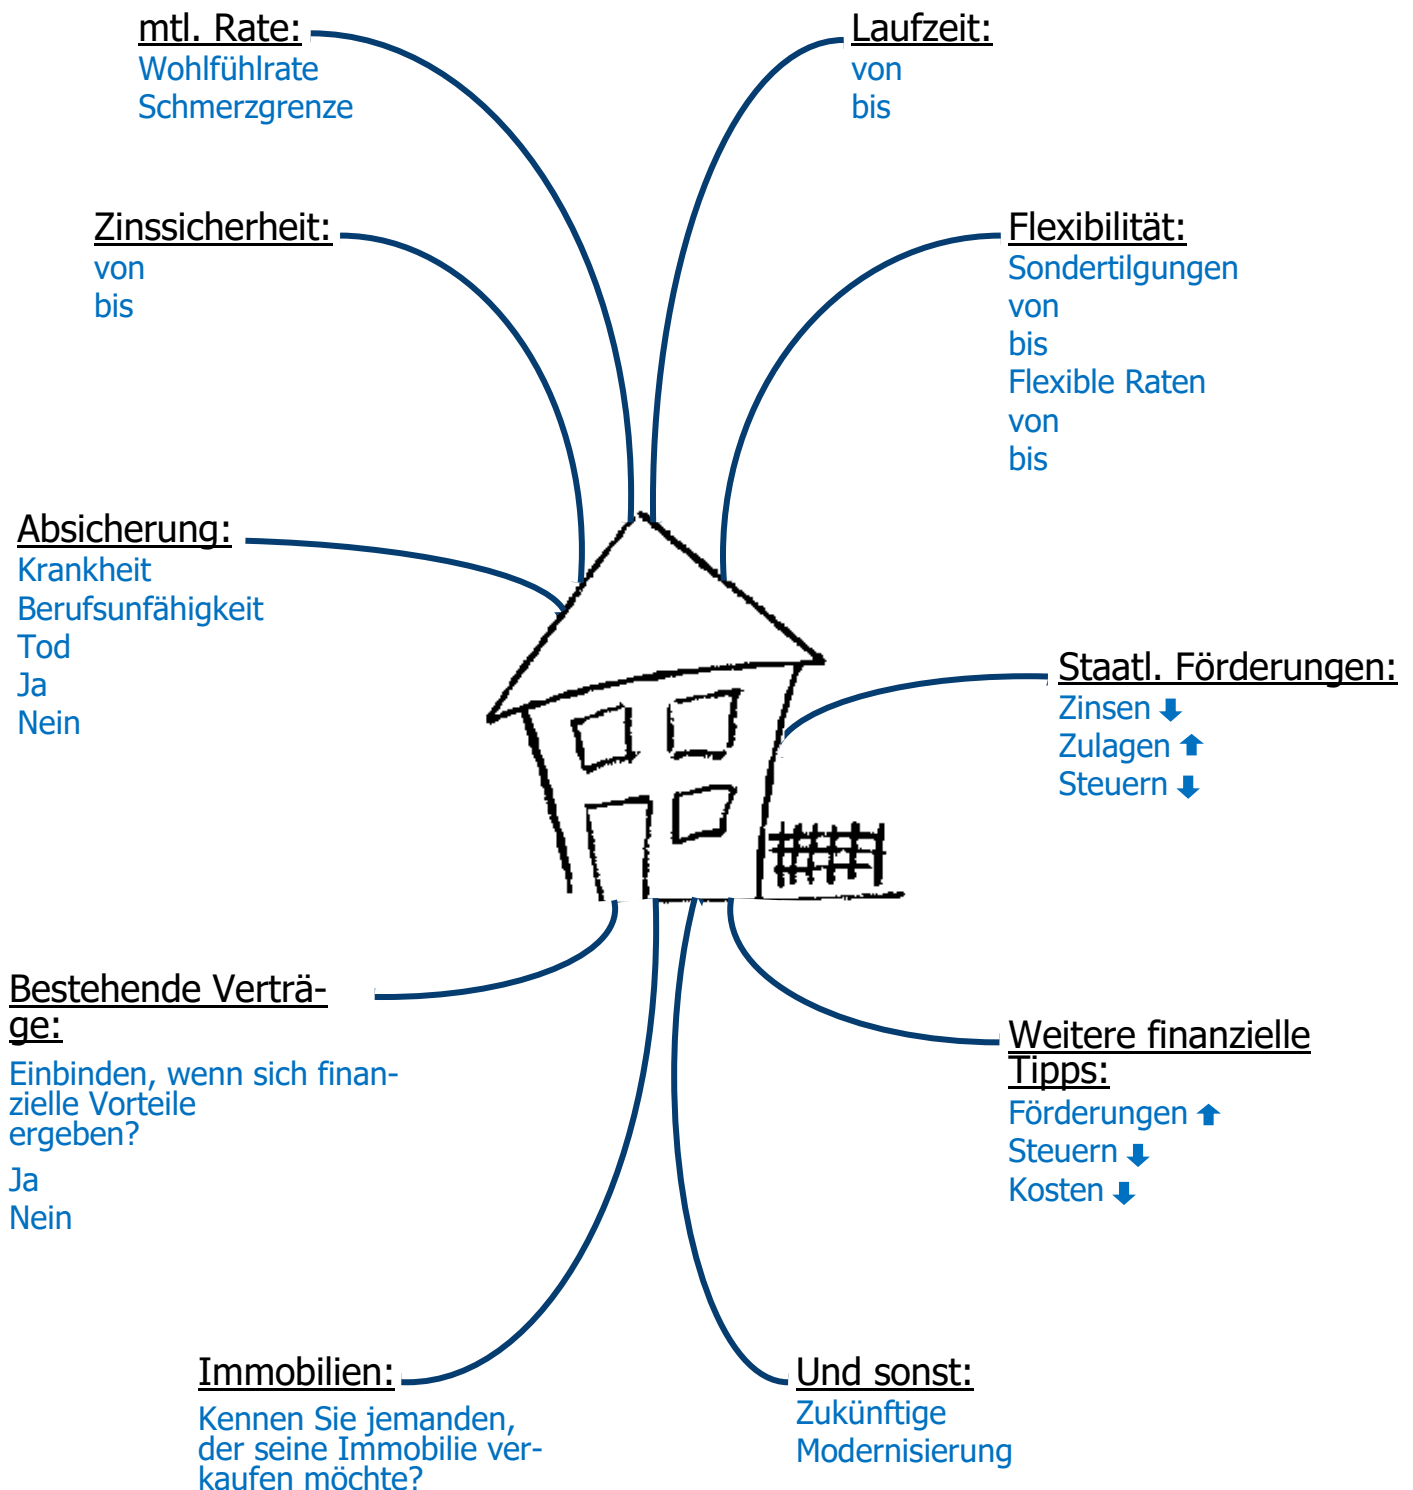 mtl. Rate:
Wohlfühlrate
Schmerzgrenze
Laufzeit:
von
bis
Zinssicherheit:
von
bis
Flexibilität:
Sondertilgungen
von
bis
Flexible Raten
von
bis
Absicherung:
Krankheit
Berufsunfähigkeit
Tod
Ja
Nein
Staatl. Förderungen:
Zinsen
Zulagen
Steuern
Bestehende Verträ-
ge:
Einbinden, wenn sich finan-
zielle Vorteile
ergeben?
Ja
Nein
Weitere finanzielle
Tipps:
Förderungen
Steuern
Kosten
Immobilien:
Kennen Sie jemanden,
der seine Immobilie ver-
kaufen möchte?
Und sonst:
Zukünftige
Modernisierung